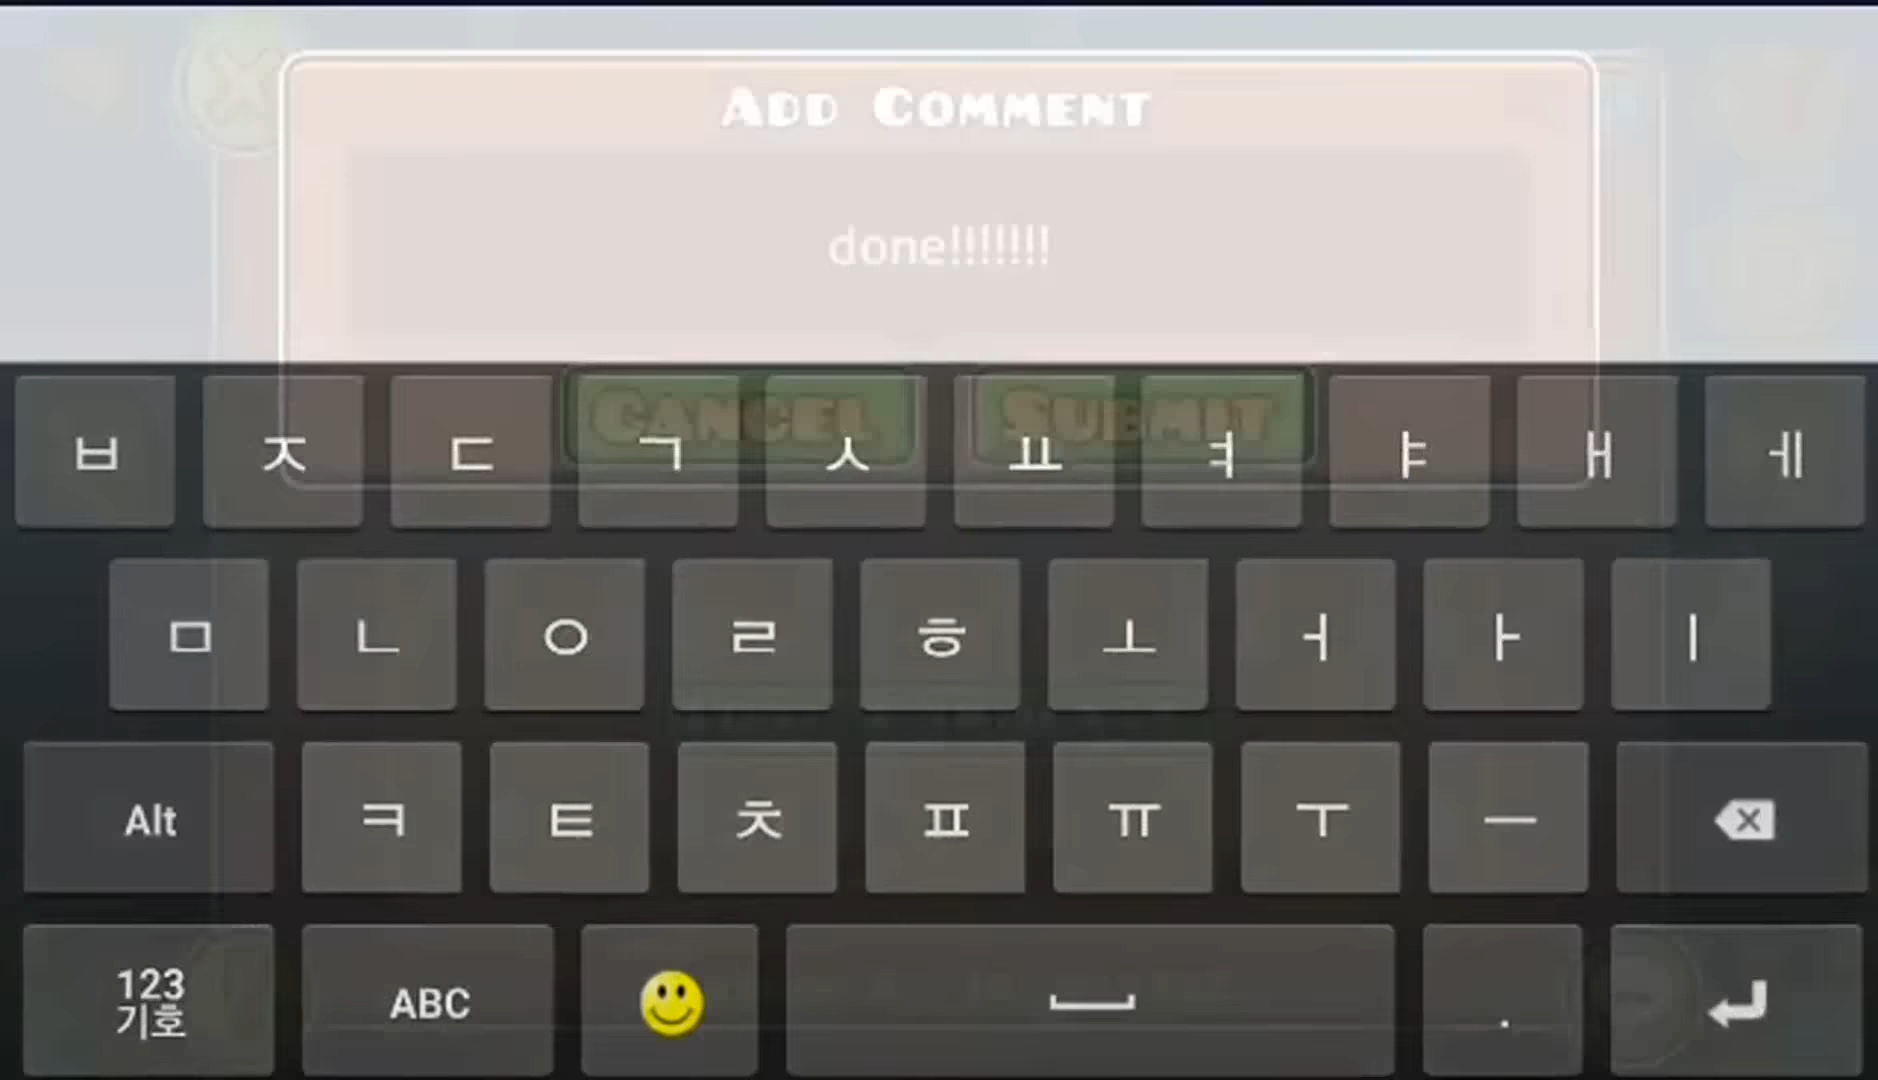 Add Comment
done!!!!!!!
Cancel Submit
ㅂ ㅈ ㄷ ㄱ ㅅ ㅛ ㅕ ㅑ ㅐ ㅔ
ㅁ ㄴ ㅇ ㄹ ㅎ ㅗ ㅓ ㅏ ㅣ
Alt ㅋ ㅌ ㅊ ㅍ ㅠ ㅜ ㅡ
123
기호 ABC .